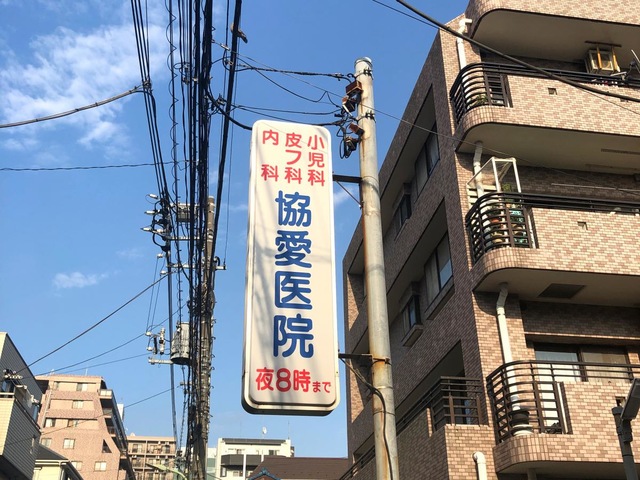 小児科
皮フ科
内科
協愛医院
夜8時まで